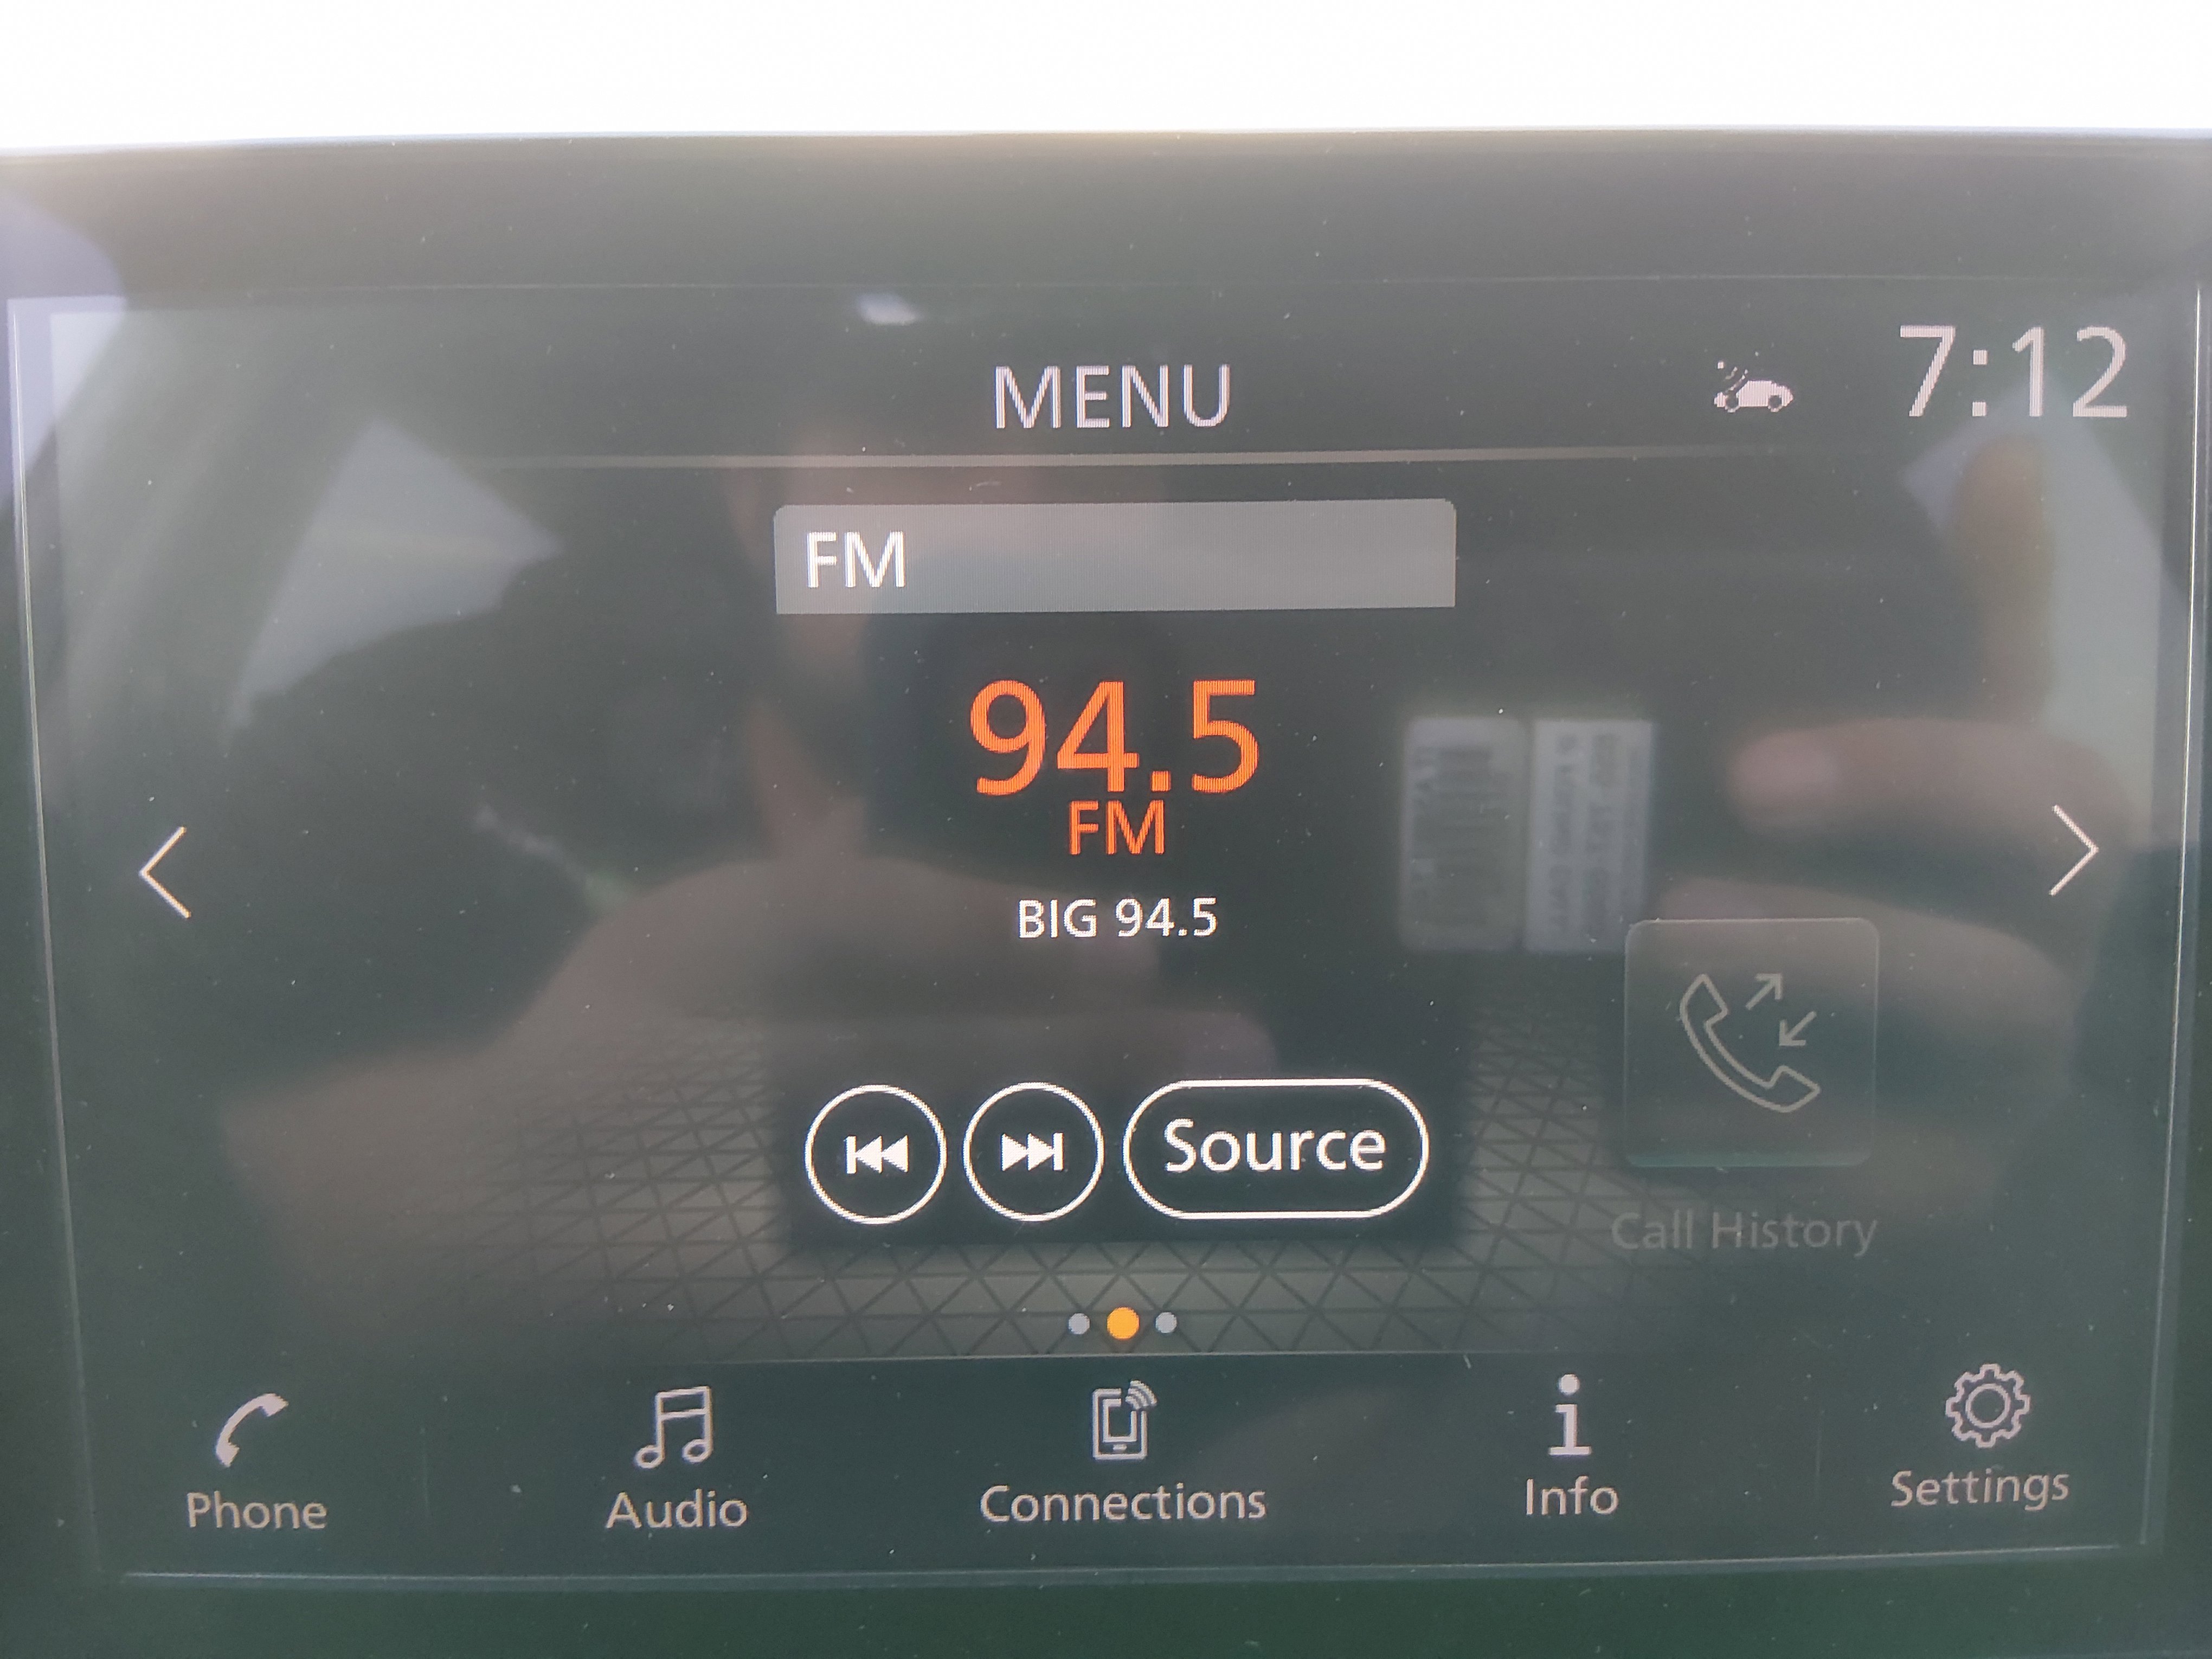 MENU
7:12
FM
94.5
FM
BIG 94.5
Source
Call History
Phone
Audio
Connections
Info
Settings